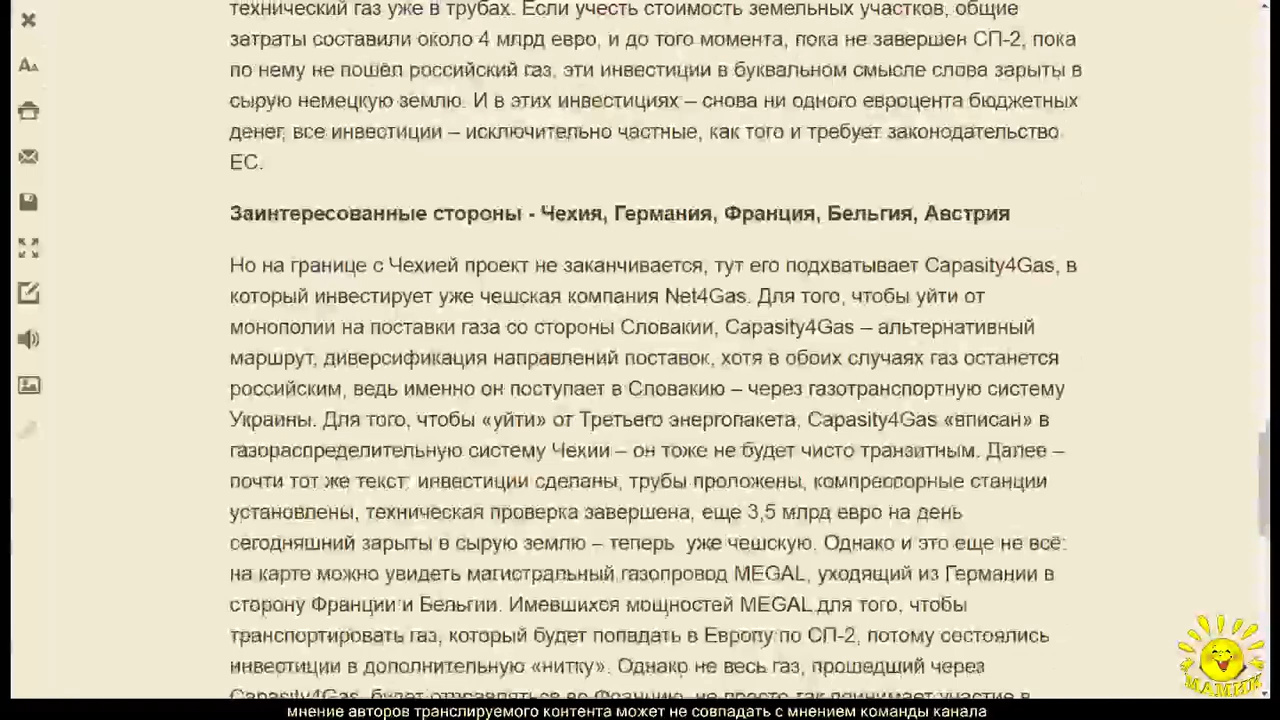 технический газ уже в трубах. Если учесть стоимость земельных участков, общие
затраты составили около 4 млрд евро, и до того момента, пока не завершен СП-2, пока
по нему не пошёл российский газ, эти инвестиции в буквальном смысле слова зарыты в
сырую немецкую землю. И в этих инвестициях – снова ни одного евроцента бюджетных
денег, все инвестиции – исключительно частные, как того и требует законодательство
ЕС.
Заинтересованные стороны - Чехия, Германия, Франция, Бельгия, Австрия
Но на границе с Чехией проект не заканчивается, тут его подхватывает Capasity4Gas, в
который инвестирует уже чешская компания Net4Gas. Для того, чтобы уйти от
монополии на поставки газа со стороны Словакии, Capasity4Gas – альтернативный
маршрут, диверсификация направлений поставок, хотя в обоих случаях газ останется
российским, ведь именно он поступает в Словакию – через газотранспортную систему
Украины. Для того, чтобы «уйти» от Третьего энергопакета, Capasity4Gas «вписан» в
газораспределительную систему Чехии – он тоже не будет чисто транзитным. Далее –
почти тот же текст: инвестиции сделаны, трубы проложены, компрессорные станции
установлены, техническая проверка завершена, еще 3,5 млрд евро на день
сегодняшний зарыты в сырую землю – теперь уже чешскую. Однако и это еще не всё:
на карте можно увидеть магистральный газопровод MEGAL, уходящий из Германии в
сторону Франции и Бельгии. Имевшихся мощностей MEGAL для того, чтобы
транспортировать газ, который будет попадать в Европу по СП-2, потому состоялись
инвестиции в дополнительную «нитку». Однако не весь газ, прошедший через
Capasity4Gas, будет отправляться во Францию, не просто так принимает участие в
МАМИК
мнение авторов транслируемого контента может не совпадать с мнением команды канала